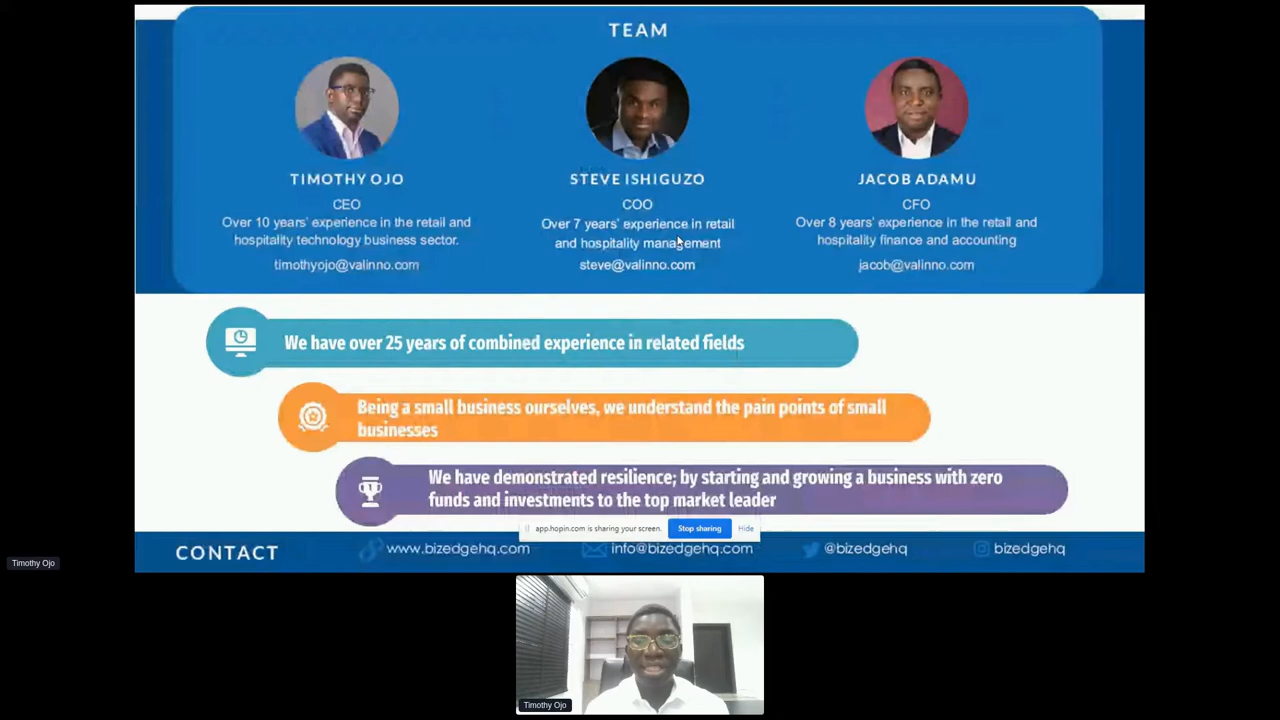 TEAM
TIMOTHY OJO
CEO
Over 10 years' experience in the retail and
hospitality technology business sector.
timothyojo@valinno.com
STEVE ISHIGUZO
COO
Over 7 years' experience in retail
and hospitality management
steve@valinno.com
JACOB ADAMU
CFO
Over 8 years' experience in the retail and
hospitality finance and accounting
jacob@valinno.com
We have over 25 years of combined experience in related fields
Being a small business ourselves, we understand the pain points of small
businesses
We have demonstrated resilience; by starting and growing a business with zero
funds and investments to the top market leader
app.hopin.com is sharing your screen. Stop sharing Hide
CONTACT www.bizedgehq.com info@bizedgehq.com @bizedgehq bizedgehq
Timothy Ojo
Timothy Ojo